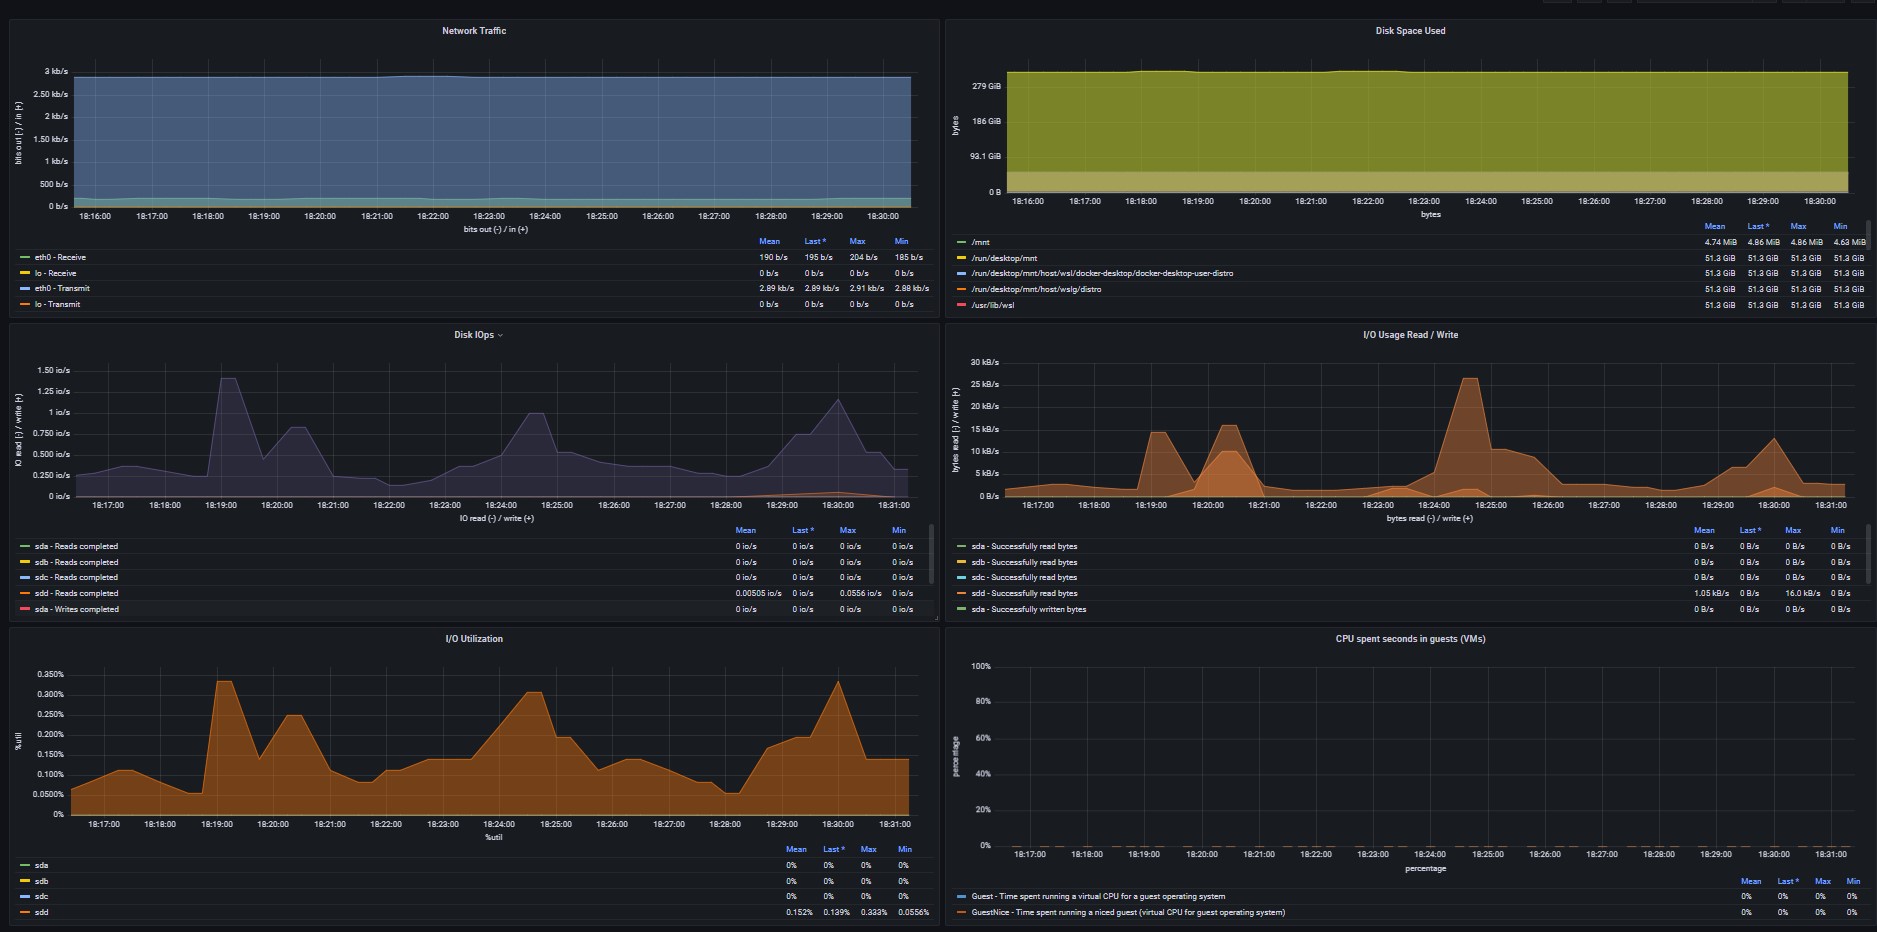 Network Traffic
bits out (-) / in (+)
3 kb/s
2.50 kb/s
2 kb/s
1.50 kb/s
1 kb/s
500 b/s
0 b/s
18:16:00 18:17:00 18:18:00 18:19:00 18:20:00 18:21:00 18:22:00 18:23:00 18:24:00 18:25:00 18:26:00 18:27:00 18:28:00 18:29:00 18:30:00
bits out (-) / in (+)
Mean Last * Max Min
eth0 - Receive 190 b/s 195 b/s 204 b/s 185 b/s
lo - Receive 0 b/s 0 b/s 0 b/s 0 b/s
eth0 - Transmit 2.89 kb/s 2.89 kb/s 2.91 kb/s 2.88 kb/s
lo - Transmit 0 b/s 0 b/s 0 b/s 0 b/s
Disk Space Used
bytes
279 GiB
186 GiB
93.1 GiB
0 B
18:16:00 18:17:00 18:18:00 18:19:00 18:20:00 18:21:00 18:22:00 18:23:00 18:24:00 18:25:00 18:26:00 18:27:00 18:28:00 18:29:00 18:30:00
bytes
Mean Last * Max Min
/mnt 4.74 MiB 4.86 MiB 4.86 MiB 4.63 MiB
/run/desktop/mnt 51.3 GiB 51.3 GiB 51.3 GiB 51.3 GiB
/run/desktop/mnt/host/wsl/docker-desktop/docker-desktop-user-distro 51.3 GiB 51.3 GiB 51.3 GiB 51.3 GiB
/run/desktop/mnt/host/wslg/distro 51.3 GiB 51.3 GiB 51.3 GiB 51.3 GiB
/usr/lib/wsl 51.3 GiB 51.3 GiB 51.3 GiB 51.3 GiB
Disk IOps
IO read (-) / write (+)
1.50 io/s
1.25 io/s
1 io/s
0.750 io/s
0.500 io/s
0.250 io/s
0 io/s
18:17:00 18:18:00 18:19:00 18:20:00 18:21:00 18:22:00 18:23:00 18:24:00 18:25:00 18:26:00 18:27:00 18:28:00 18:29:00 18:30:00 18:31:00
IO read (-) / write (+)
Mean Last * Max Min
sda - Reads completed 0 io/s 0 io/s 0 io/s 0 io/s
sdb - Reads completed 0 io/s 0 io/s 0 io/s 0 io/s
sdc - Reads completed 0 io/s 0 io/s 0 io/s 0 io/s
sdd - Reads completed 0.00505 io/s 0 io/s 0.0556 io/s 0 io/s
sda - Writes completed 0 io/s 0 io/s 0 io/s 0 io/s
I/O Usage Read / Write
bytes read (-) / write (+)
30 kB/s
25 kB/s
20 kB/s
15 kB/s
10 kB/s
5 kB/s
0 B/s
18:17:00 18:18:00 18:19:00 18:20:00 18:21:00 18:22:00 18:23:00 18:24:00 18:25:00 18:26:00 18:27:00 18:28:00 18:29:00 18:30:00 18:31:00
bytes read (-) / write (+)
Mean Last * Max Min
sda - Successfully read bytes 0 B/s 0 B/s 0 B/s 0 B/s
sdb - Successfully read bytes 0 B/s 0 B/s 0 B/s 0 B/s
sdc - Successfully read bytes 0 B/s 0 B/s 0 B/s 0 B/s
sdd - Successfully read bytes 1.05 kB/s 0 B/s 16.0 kB/s 0 B/s
sda - Successfully written bytes 0 B/s 0 B/s 0 B/s 0 B/s
I/O Utilization
%util
0.350%
0.300%
0.250%
0.200%
0.150%
0.100%
0.0500%
0%
18:17:00 18:18:00 18:19:00 18:20:00 18:21:00 18:22:00 18:23:00 18:24:00 18:25:00 18:26:00 18:27:00 18:28:00 18:29:00 18:30:00 18:31:00
%util
Mean Last * Max Min
sda 0% 0% 0% 0%
sdb 0% 0% 0% 0%
sdc 0% 0% 0% 0%
sdd 0.152% 0.139% 0.333% 0.0556%
CPU spent seconds in guests (VMs)
percentage
100%
80%
60%
40%
20%
0%
18:17:00 18:18:00 18:19:00 18:20:00 18:21:00 18:22:00 18:23:00 18:24:00 18:25:00 18:26:00 18:27:00 18:28:00 18:29:00 18:30:00 18:31:00
percentage
Mean Last * Max Min
Guest - Time spent running a virtual CPU for a guest operating system 0% 0% 0% 0%
GuestNice - Time spent running a niced guest (virtual CPU for guest operating system) 0% 0% 0% 0%